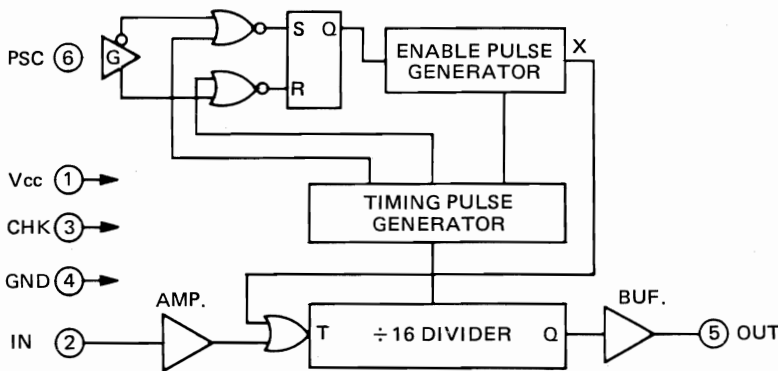 S Q
ENABLE PULSE
GENERATOR
X
PSC 6
G
R
Vcc 1
TIMING PULSE
GENERATOR
CHK 3
GND 4
AMP.
BUF.
IN 2
T ÷16 DIVIDER Q
5 OUT